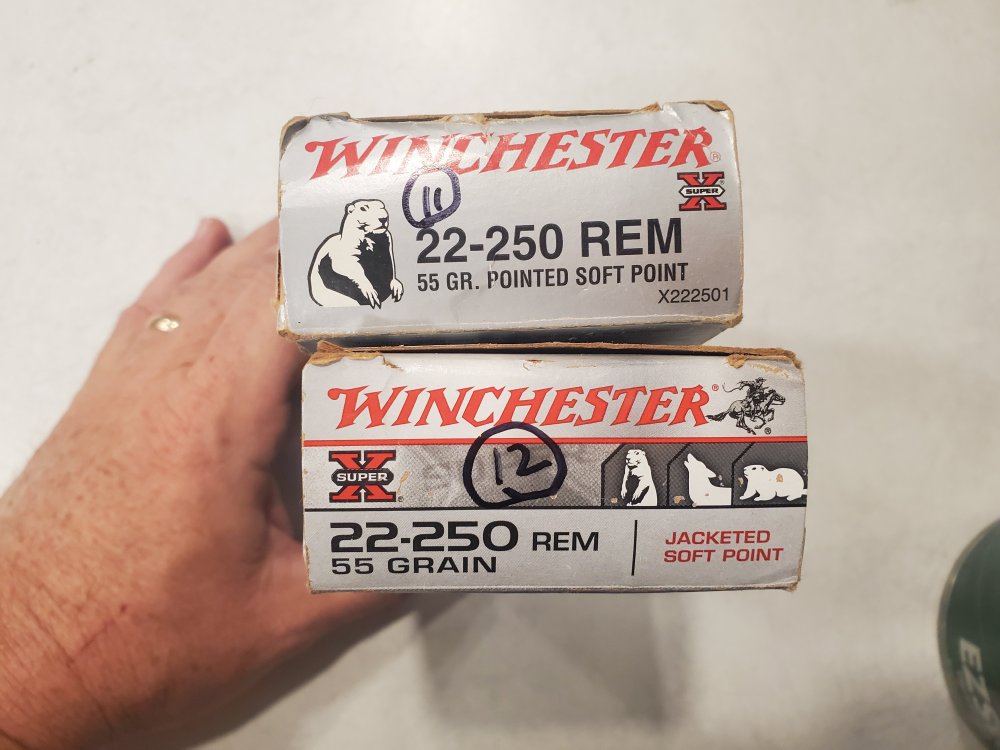 WINCHESTER®
11
X SUPER®
22-250 REM
55 GR. POINTED SOFT POINT
X222501
WINCHESTER®
12
X SUPER®
22-250 REM
55 GRAIN
JACKETED
SOFT POINT